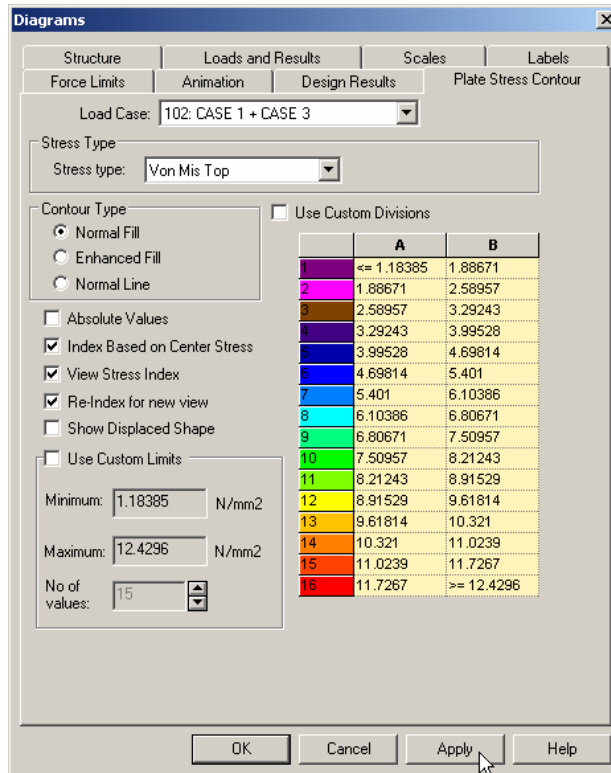 Diagrams
Structure Loads and Results Scales Labels
Force Limits Animation Design Results Plate Stress Contour
Load Case: 102: CASE 1 + CASE 3
Stress Type
Stress type: Von Mis Top
Contour Type
Normal Fill
Enhanced Fill
Normal Line
Use Custom Divisions
A B
1 <= 1.18385 1.88671
2 1.88671 2.58957
3 2.58957 3.29243
4 3.29243 3.99528
5 3.99528 4.69814
6 4.69814 5.401
7 5.401 6.10386
8 6.10386 6.80671
9 6.80671 7.50957
10 7.50957 8.21243
11 8.21243 8.91529
12 8.91529 9.61814
13 9.61814 10.321
14 10.321 11.0239
15 11.0239 11.7267
16 11.7267 >= 12.4296
Absolute Values
Index Based on Center Stress
View Stress Index
Re-Index for new view
Show Displaced Shape
Use Custom Limits
Minimum: 1.18385 N/mm2
Maximum: 12.4296 N/mm2
No of
values: 15
OK Cancel Apply Help